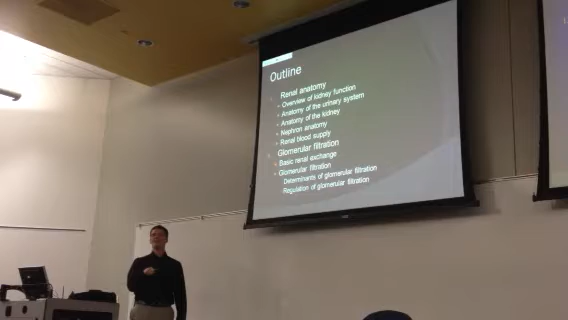 Outline
Renal anatomy
Overview of kidney function
Anatomy of the urinary system
Anatomy of the kidney
Nephron anatomy
Renal blood supply
Glomerular filtration
Basic renal exchange
Glomerular filtration
Determinants of glomerular filtration
Regulation of glomerular filtration